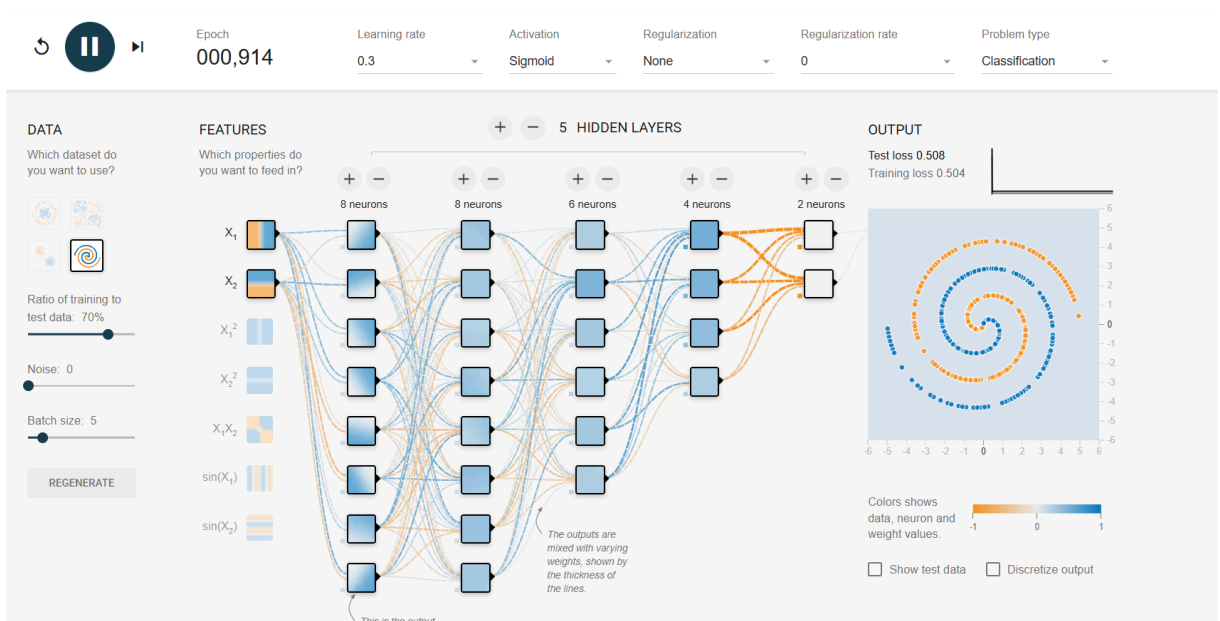 Epoch
000,914
Learning rate
0.3
Activation
Sigmoid
Regularization
None
Regularization rate
0
Problem type
Classification
DATA
Which dataset do
you want to use?
Ratio of training to
test data: 70%
Noise: 0
Batch size: 5
REGENERATE
FEATURES
Which properties do
you want to feed in?
X₁
X₂
X₁²
X₂²
X₁X₂
sin(X₁)
sin(X₂)
+ − 5 HIDDEN LAYERS
+ − + − + − + − + −
8 neurons 8 neurons 6 neurons 4 neurons 2 neurons
The outputs are
mixed with varying
weights, shown by
the thickness of
the lines.
This is the output
OUTPUT
Test loss 0.508
Training loss 0.504
6
5
4
3
2
1
0
-1
-2
-3
-4
-5
-6
-6 -5 -4 -3 -2 -1 0 1 2 3 4 5 6
Colors shows
data, neuron and
weight values.
-1 0 1
Show test data
Discretize output